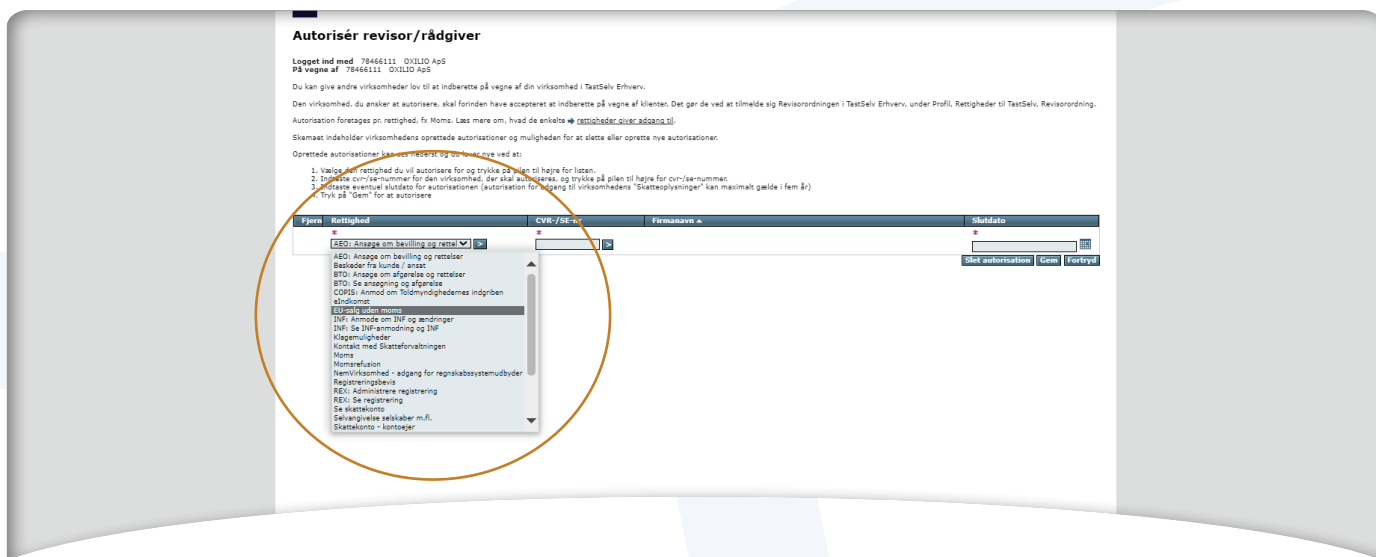 Autorisér revisor/rådgiver
Logget ind med 78466111 OXILIO ApS
På vegne af 78466111 OXILIO ApS
Du kan give andre virksomheder lov til at indberette på vegne af din virksomhed i TastSelv Erhverv.
Den virksomhed, du ønsker at autorisere, skal forinden have accepteret at indberette på vegne af klienter. Det gør de ved at tilmelde sig Revisorordningen i TastSelv Erhverv, under Profil, Rettigheder til TastSelv, Revisorordning.
Autorisation foretages pr. rettighed, fx Moms. Læs mere om, hvad de enkelte rettigheder giver adgang til.
Skemaet indeholder virksomhedens oprettede autorisationer og muligheden for at slette eller oprette nye autorisationer.
Oprettede autorisationer kan ses nederst og du laver nye ved at:
1. Vælge den rettighed du vil autorisere for og trykke på pilen til højre for listen.
2. Indtaste cvr-/se-nummer for den virksomhed, der skal autoriseres, og trykke på pilen til højre for cvr-/se-nummer.
3. Indtaste eventuel slutdato for autorisationen (autorisation for adgang til virksomhedens "Skatteoplysninger" kan maximalt gælde i fem år)
4. Tryk på "Gem" for at autorisere
Fjern Rettighed CVR-/SE-nr Firmanavn Slutdato
* * *
AEO: Ansøge om bevilling og rettel > >
Slet autorisation Gem Fortryd
AEO: Ansøge om bevilling og rettelser
Beskeder fra kunde / ansat
BTO: Ansøge om afgørelse og rettelser
BTO: Se ansøgning og afgørelse
COPIS: Anmod om Toldmyndighedernes indgriben
eIndkomst
EU-salg uden moms
INF: Anmode om INF og ændringer
INF: Se INF-anmodning og INF
Klagemuligheder
Kontakt med Skatteforvaltningen
Moms
Momsrefusion
NemVirksomhed - adgang for regnskabssystemudbyder
Registreringsbevis
REX: Administrere registrering
REX: Se registrering
Se skattekonto
Selvangivelse selskaber m.fl.
Skattekonto - kontoejer